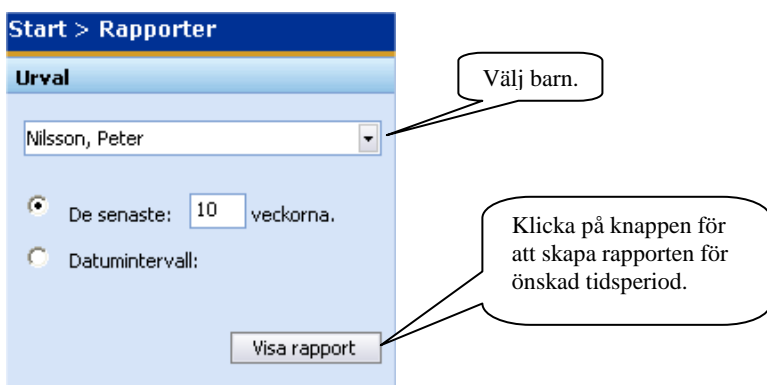 Start > Rapporter
Urval
Välj barn.
Nilsson, Peter
De senaste: 10 veckorna.
Datumintervall:
Klicka på knappen för
att skapa rapporten för
önskad tidsperiod.
Visa rapport